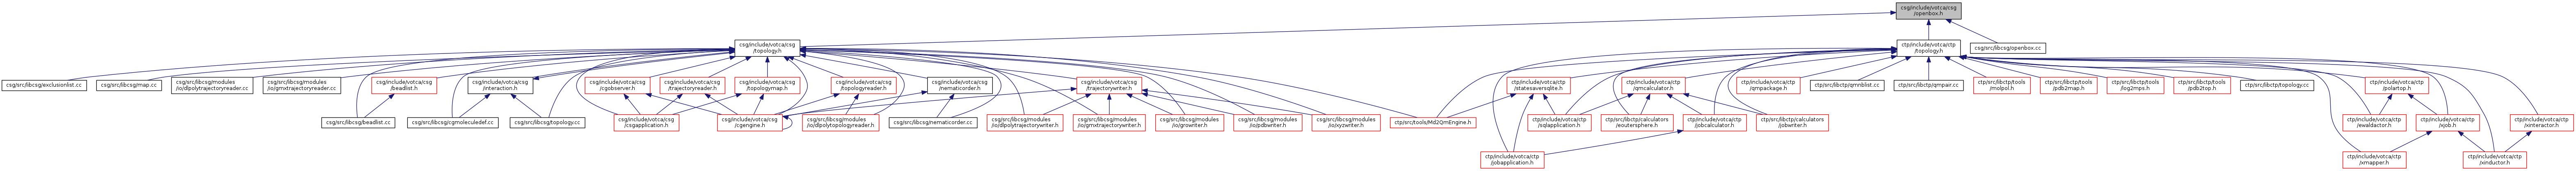 csg/include/votca/csg
/openbox.h
csg/include/votca/csg
/topology.h
ctp/include/votca/ctp
/topology.h
csg/src/libcsg/openbox.cc
csg/src/libcsg/exclusionlist.cc
csg/src/libcsg/map.cc
csg/src/libcsg/modules
/io/dlpolytrajectoryreader.cc
csg/src/libcsg/modules
/io/gmxtrajectoryreader.cc
csg/include/votca/csg
/beadlist.h
csg/include/votca/csg
/interaction.h
csg/include/votca/csg
/cgobserver.h
csg/include/votca/csg
/trajectoryreader.h
csg/include/votca/csg
/topologymap.h
csg/include/votca/csg
/topologyreader.h
csg/include/votca/csg
/nematicorder.h
csg/include/votca/csg
/trajectorywriter.h
ctp/include/votca/ctp
/statesaversqlite.h
ctp/include/votca/ctp
/qmcalculator.h
ctp/include/votca/ctp
/qmpackage.h
ctp/src/libctp/qmnblist.cc
ctp/src/libctp/qmpair.cc
ctp/src/libctp/tools
/molpol.h
ctp/src/libctp/tools
/pdb2map.h
ctp/src/libctp/tools
/log2mps.h
ctp/src/libctp/tools
/pdb2top.h
ctp/src/libctp/topology.cc
ctp/include/votca/ctp
/polartop.h
csg/src/libcsg/beadlist.cc
csg/src/libcsg/cgmoleculedef.cc
csg/src/libcsg/topology.cc
csg/include/votca/csg
/csgapplication.h
csg/include/votca/csg
/cgengine.h
csg/src/libcsg/modules
/io/dlpolytopologyreader.h
csg/src/libcsg/nematicorder.cc
csg/src/libcsg/modules
/io/dlpolytrajectorywriter.h
csg/src/libcsg/modules
/io/gmxtrajectorywriter.h
csg/src/libcsg/modules
/io/growriter.h
csg/src/libcsg/modules
/io/pdbwriter.h
csg/src/libcsg/modules
/io/xyzwriter.h
ctp/src/tools/Md2QmEngine.h
ctp/include/votca/ctp
/sqlapplication.h
ctp/src/libctp/calculators
/eoutersphere.h
ctp/include/votca/ctp
/jobcalculator.h
ctp/src/libctp/calculators
/jobwriter.h
ctp/include/votca/ctp
/ewaldactor.h
ctp/include/votca/ctp
/xjob.h
ctp/include/votca/ctp
/xinteractor.h
ctp/include/votca/ctp
/jobapplication.h
ctp/include/votca/ctp
/xmapper.h
ctp/include/votca/ctp
/xinductor.h